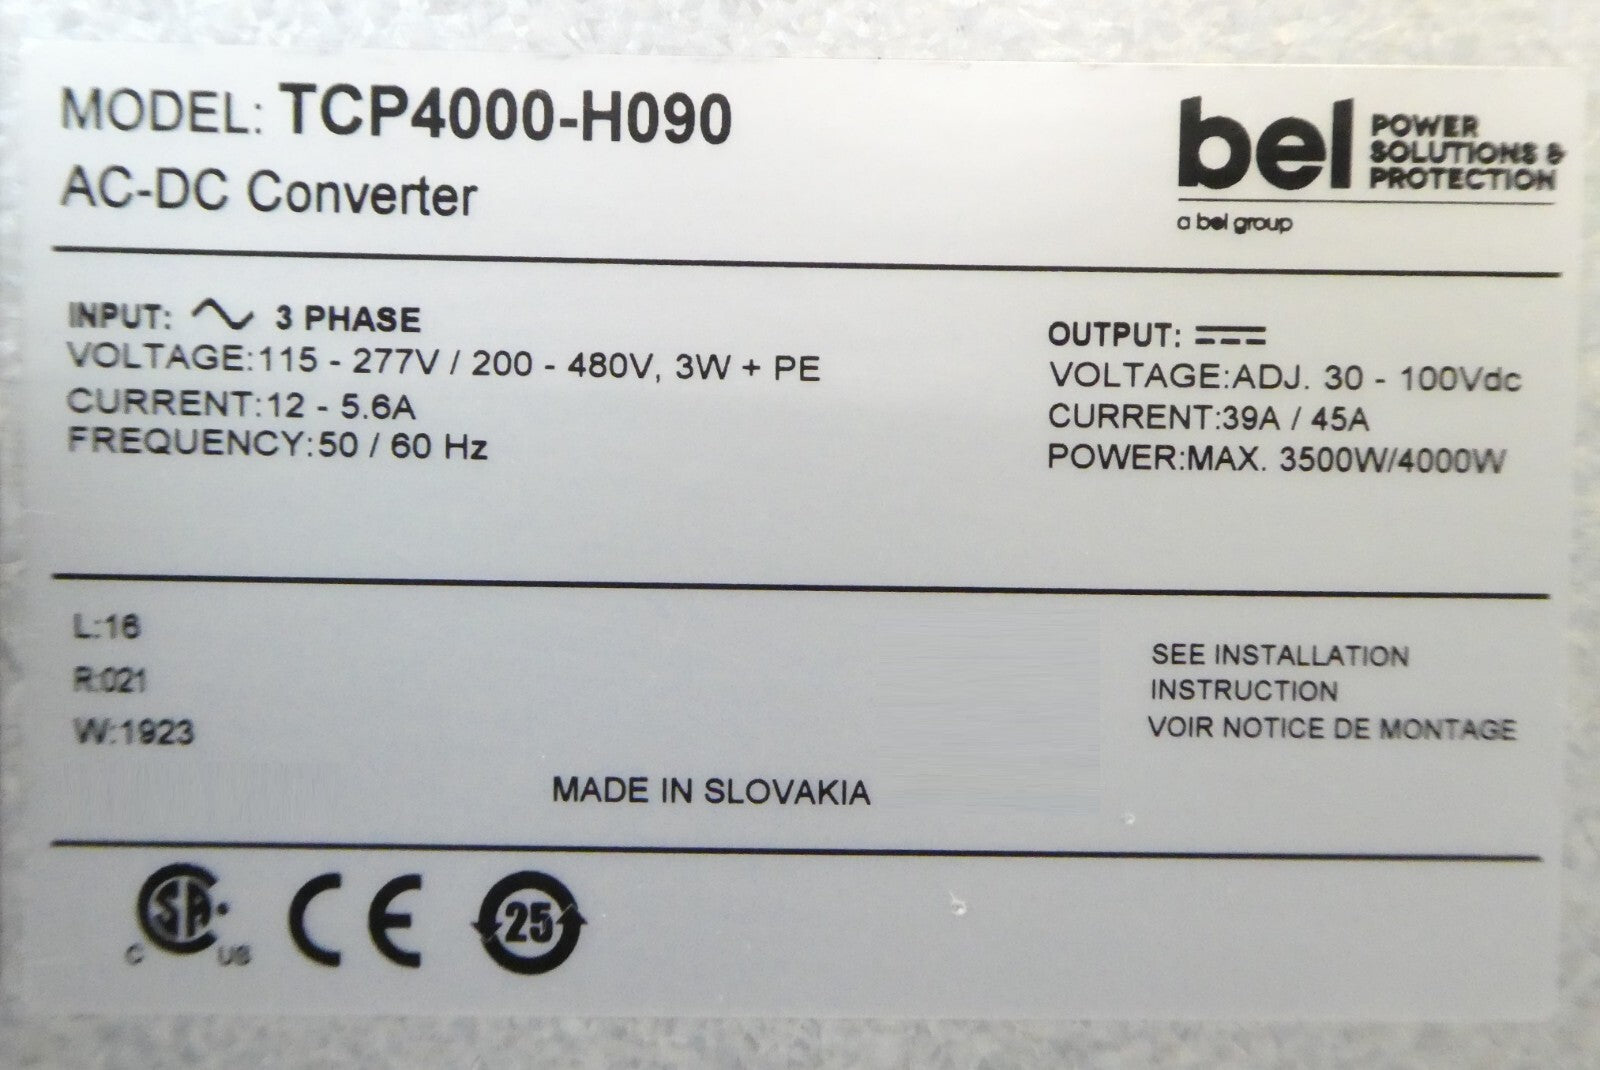 MODEL: TCP4000-H090
AC-DC Converter
bel POWER
SOLUTIONS &
PROTECTION
a bel group
INPUT: 3 PHASE
VOLTAGE:115 - 277V / 200 - 480V, 3W + PE
CURRENT:12 - 5.6A
FREQUENCY:50 / 60 Hz
OUTPUT:
VOLTAGE:ADJ. 30 - 100Vdc
CURRENT:39A / 45A
POWER:MAX. 3500W/4000W
L:16
R:021
W:1923
SEE INSTALLATION
INSTRUCTION
VOIR NOTICE DE MONTAGE
MADE IN SLOVAKIA
C SA US
CE
25